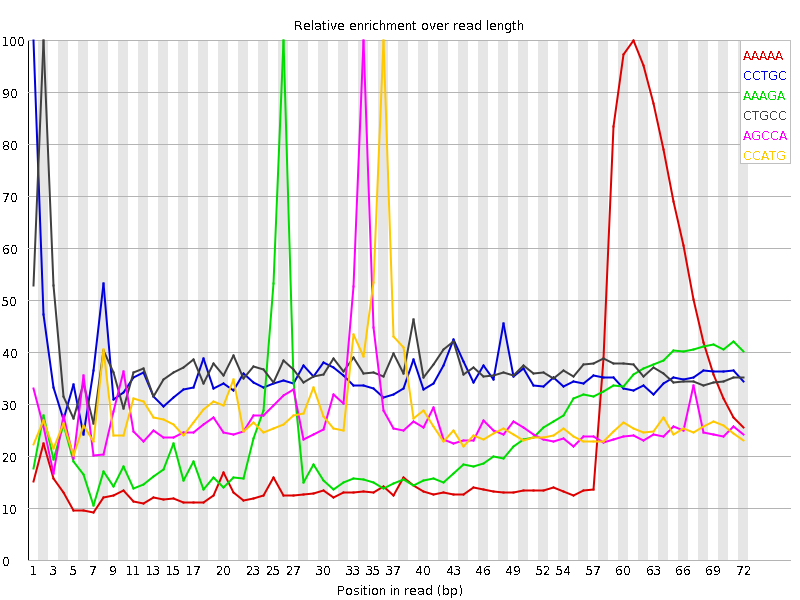 Relative enrichment over read length
100
90
80
70
60
50
40
30
20
10
0
AAAAA
CCTGC
AAAGA
CTGCC
AGCCA
CCATG
1 3 5 7 9 11 13 15 17 20 23 25 27 30 33 35 37 40 43 46 49 52 54 57 60 63 66 69 72
Position in read (bp)